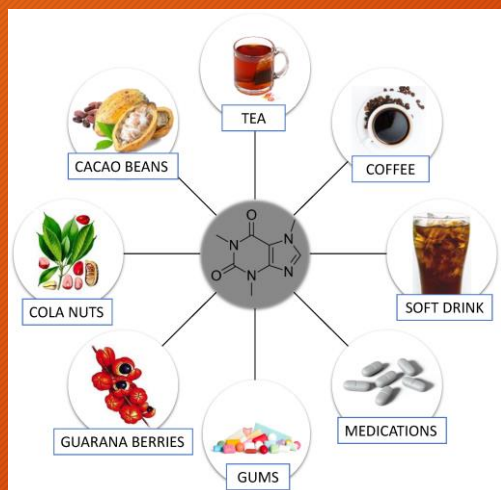 TEA
CACAO BEANS
COFFEE
COLA NUTS
SOFT DRINK
GUARANA BERRIES
MEDICATIONS
GUMS
O
N
N
O
N
N